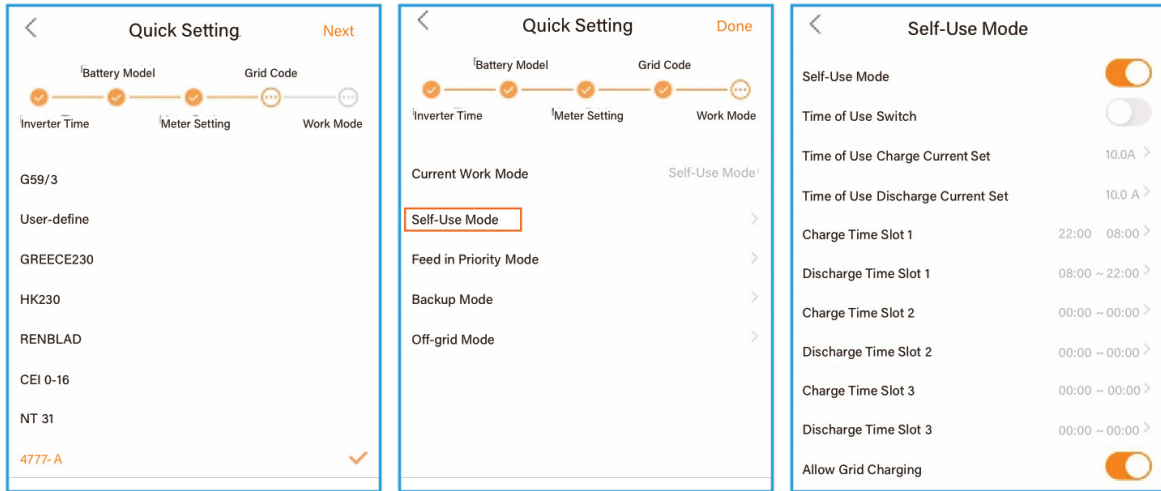 Quick Setting
Next
Battery Model
Grid Code
Inverter Time
Meter Setting
Work Mode
G59/3
User-define
GREECE230
HK230
RENBLAD
CEI 0-16
NT 31
4777-A
Quick Setting
Done
Battery Model
Grid Code
Inverter Time
Meter Setting
Work Mode
Current Work Mode Self-Use Mode
Self-Use Mode
Feed in Priority Mode
Backup Mode
Off-grid Mode
Self-Use Mode
Self-Use Mode
Time of Use Switch
Time of Use Charge Current Set 10.0A
Time of Use Discharge Current Set 10.0 A
Charge Time Slot 1 22:00 08:00
Discharge Time Slot 1 08:00 ~ 22:00
Charge Time Slot 2 00:00 ~ 00:00
Discharge Time Slot 2 00:00 ~ 00:00
Charge Time Slot 3 00:00 ~ 00:00
Discharge Time Slot 3 00:00 ~ 00:00
Allow Grid Charging